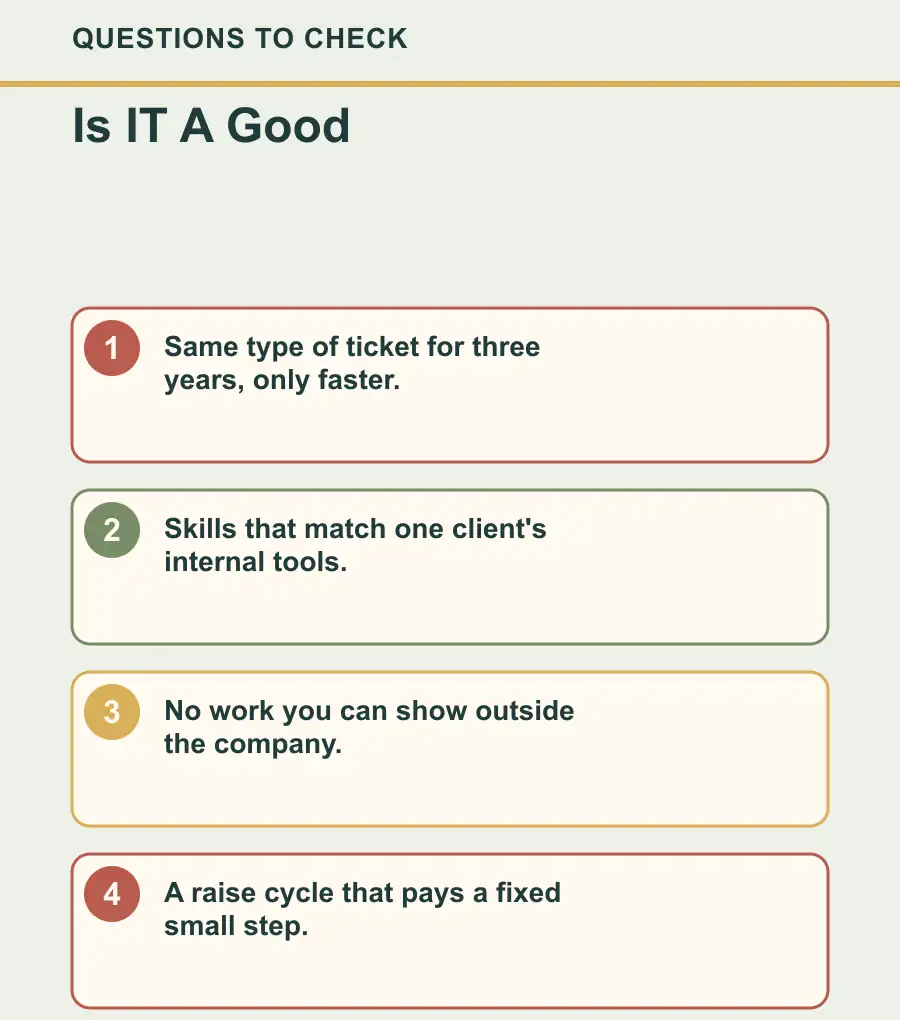 QUESTIONS TO CHECK
Is IT A Good
1
Same type of ticket for three
years, only faster.
2
Skills that match one client's
internal tools.
3
No work you can show outside
the company.
4
A raise cycle that pays a fixed
small step.